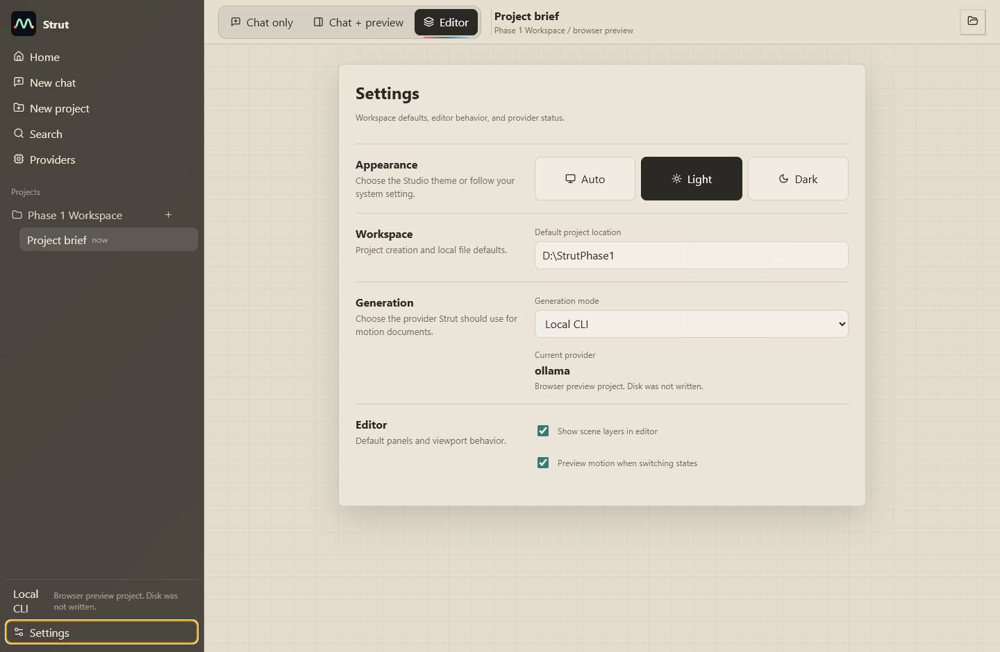 Strut
Home
New chat
New project
Search
Providers
Projects
Phase 1 Workspace +
Project brief now
Local CLI
Browser preview project. Disk was
not written.
Settings
Chat only
Chat + preview
Editor
Project brief
Phase 1 Workspace / browser preview
Settings
Workspace defaults, editor behavior, and provider status.
Appearance
Choose the Studio theme or follow your
system setting.
Auto
Light
Dark
Workspace
Project creation and local file defaults.
Default project location
D:\StrutPhase1
Generation
Choose the provider Strut should use for
motion documents.
Generation mode
Local CLI
Current provider
ollama
Browser preview project. Disk was not written.
Editor
Default panels and viewport behavior.
Show scene layers in editor
Preview motion when switching states